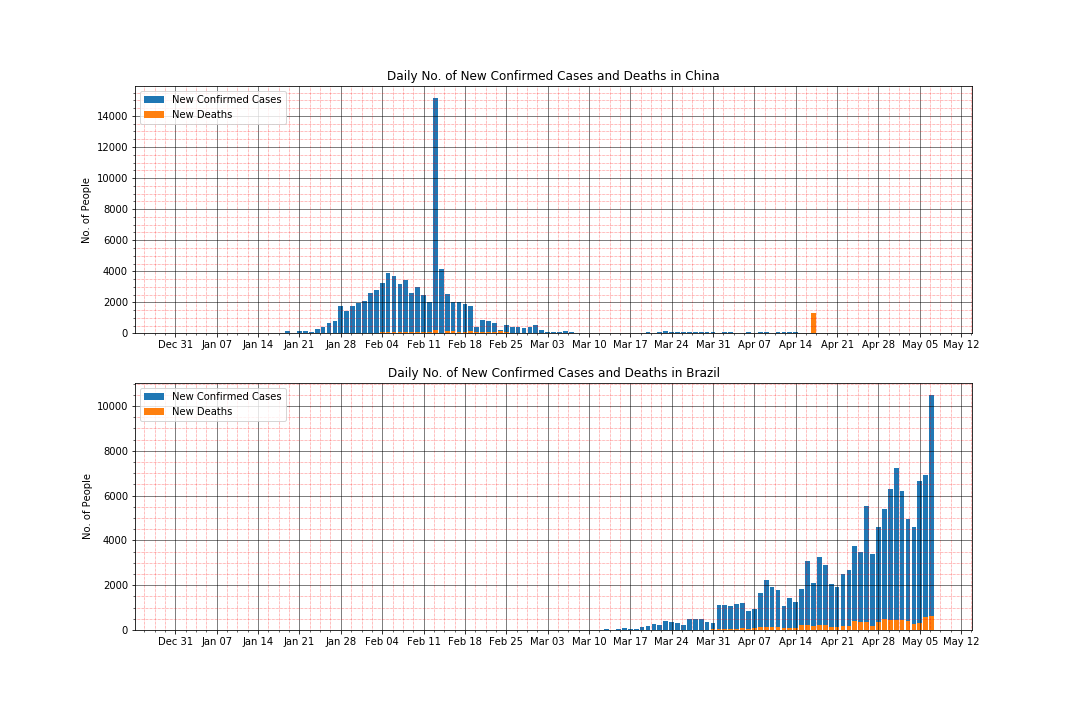 Daily No. of New Confirmed Cases and Deaths in China
New Confirmed Cases
New Deaths
No. of People
14000
12000
10000
8000
6000
4000
2000
0
Dec 31 Jan 07 Jan 14 Jan 21 Jan 28 Feb 04 Feb 11 Feb 18 Feb 25 Mar 03 Mar 10 Mar 17 Mar 24 Mar 31 Apr 07 Apr 14 Apr 21 Apr 28 May 05 May 12
Daily No. of New Confirmed Cases and Deaths in Brazil
New Confirmed Cases
New Deaths
No. of People
10000
8000
6000
4000
2000
0
Dec 31 Jan 07 Jan 14 Jan 21 Jan 28 Feb 04 Feb 11 Feb 18 Feb 25 Mar 03 Mar 10 Mar 17 Mar 24 Mar 31 Apr 07 Apr 14 Apr 21 Apr 28 May 05 May 12